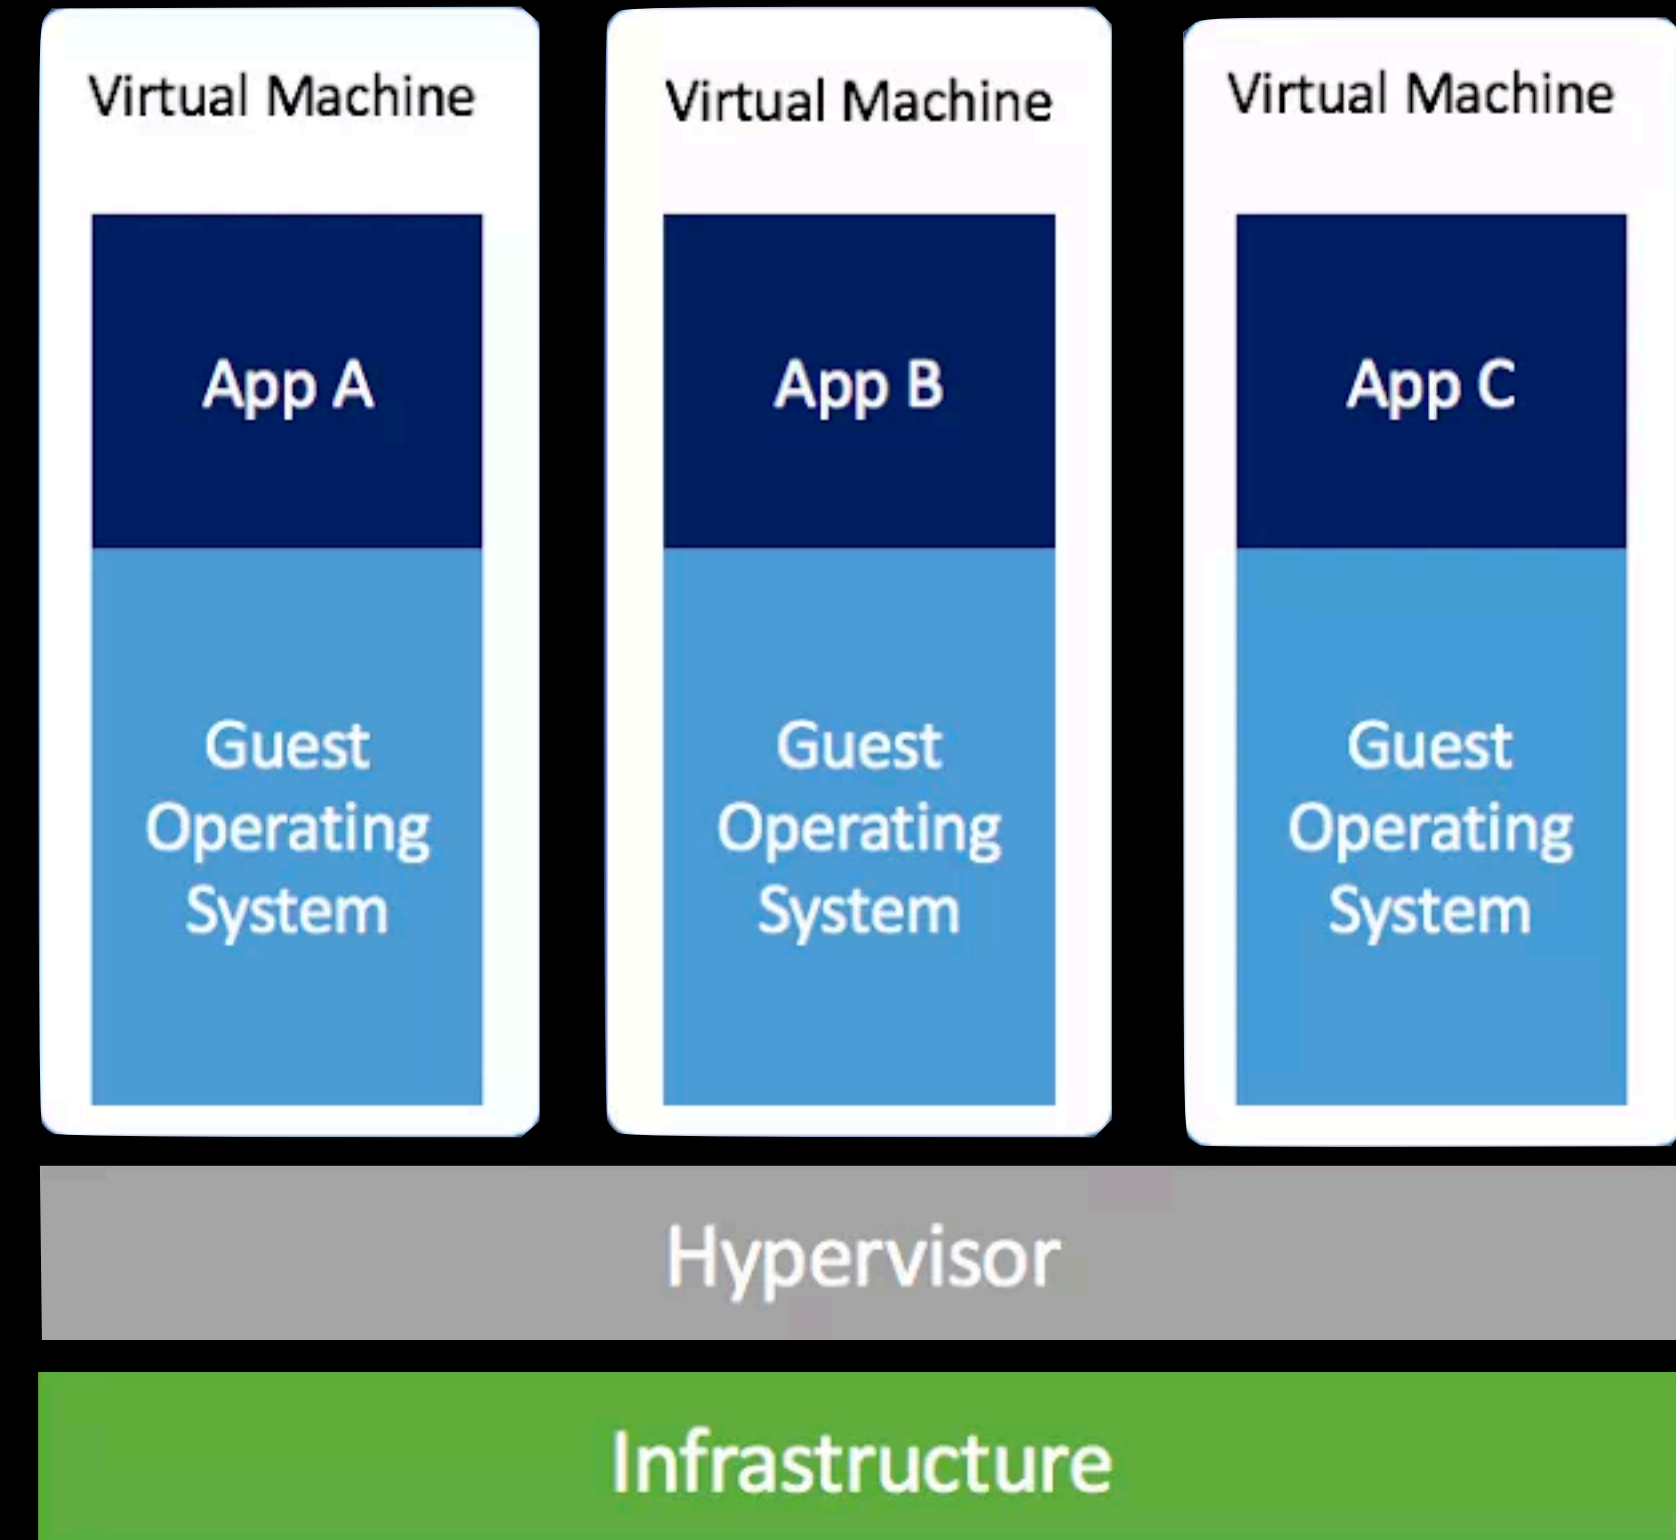 Virtual Machine
Virtual Machine
Virtual Machine
App A
App B
App C
Guest
Operating
System
Guest
Operating
System
Guest
Operating
System
Hypervisor
Infrastructure